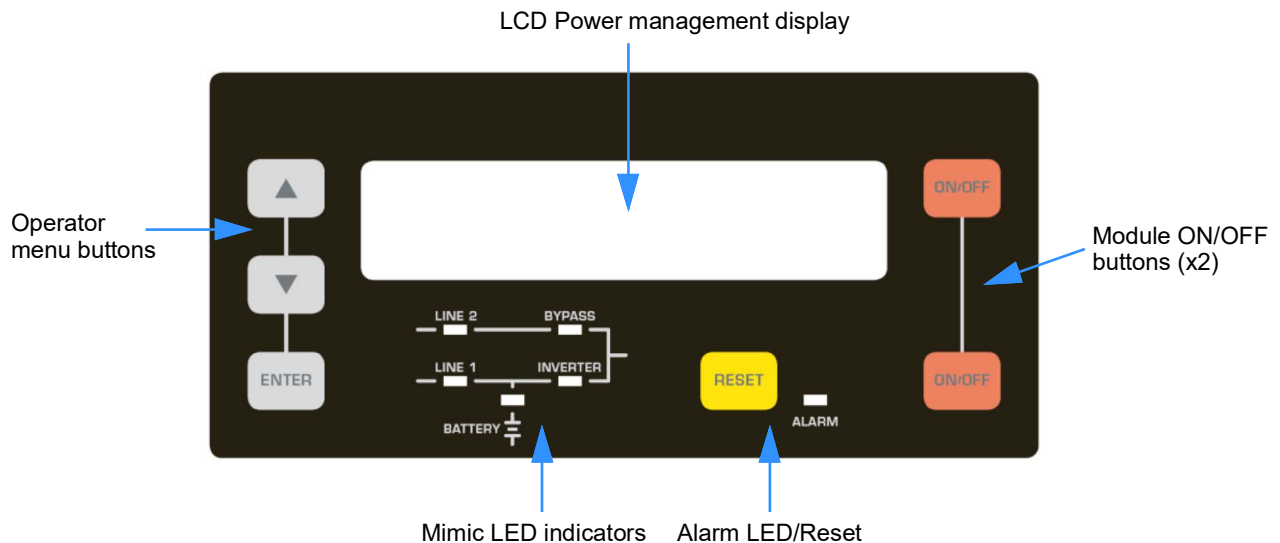 LCD Power management display
ON/OFF
Operator
menu buttons
Module ON/OFF
buttons (x2)
LINE 2
BYPASS
LINE 1
INVERTER
ENTER
RESET
ON/OFF
BATTERY
ALARM
Mimic LED indicators
Alarm LED/Reset